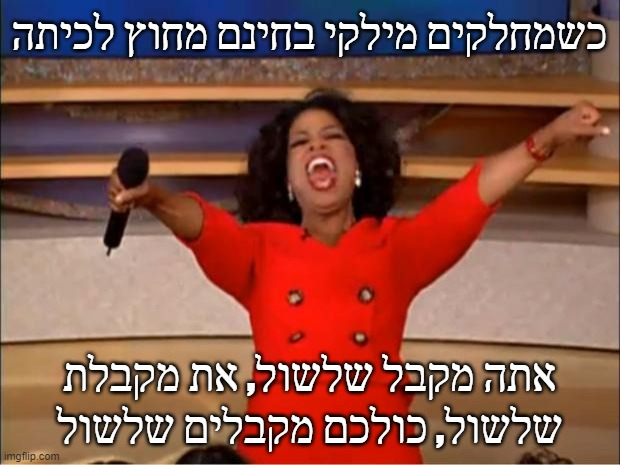 כשמחלקים מילקי בחינם מחוץ לכיתה
אתה מקבל שלשול, את מקבלת
שלשול, כולכם מקבלים שלשול
imgflip.com